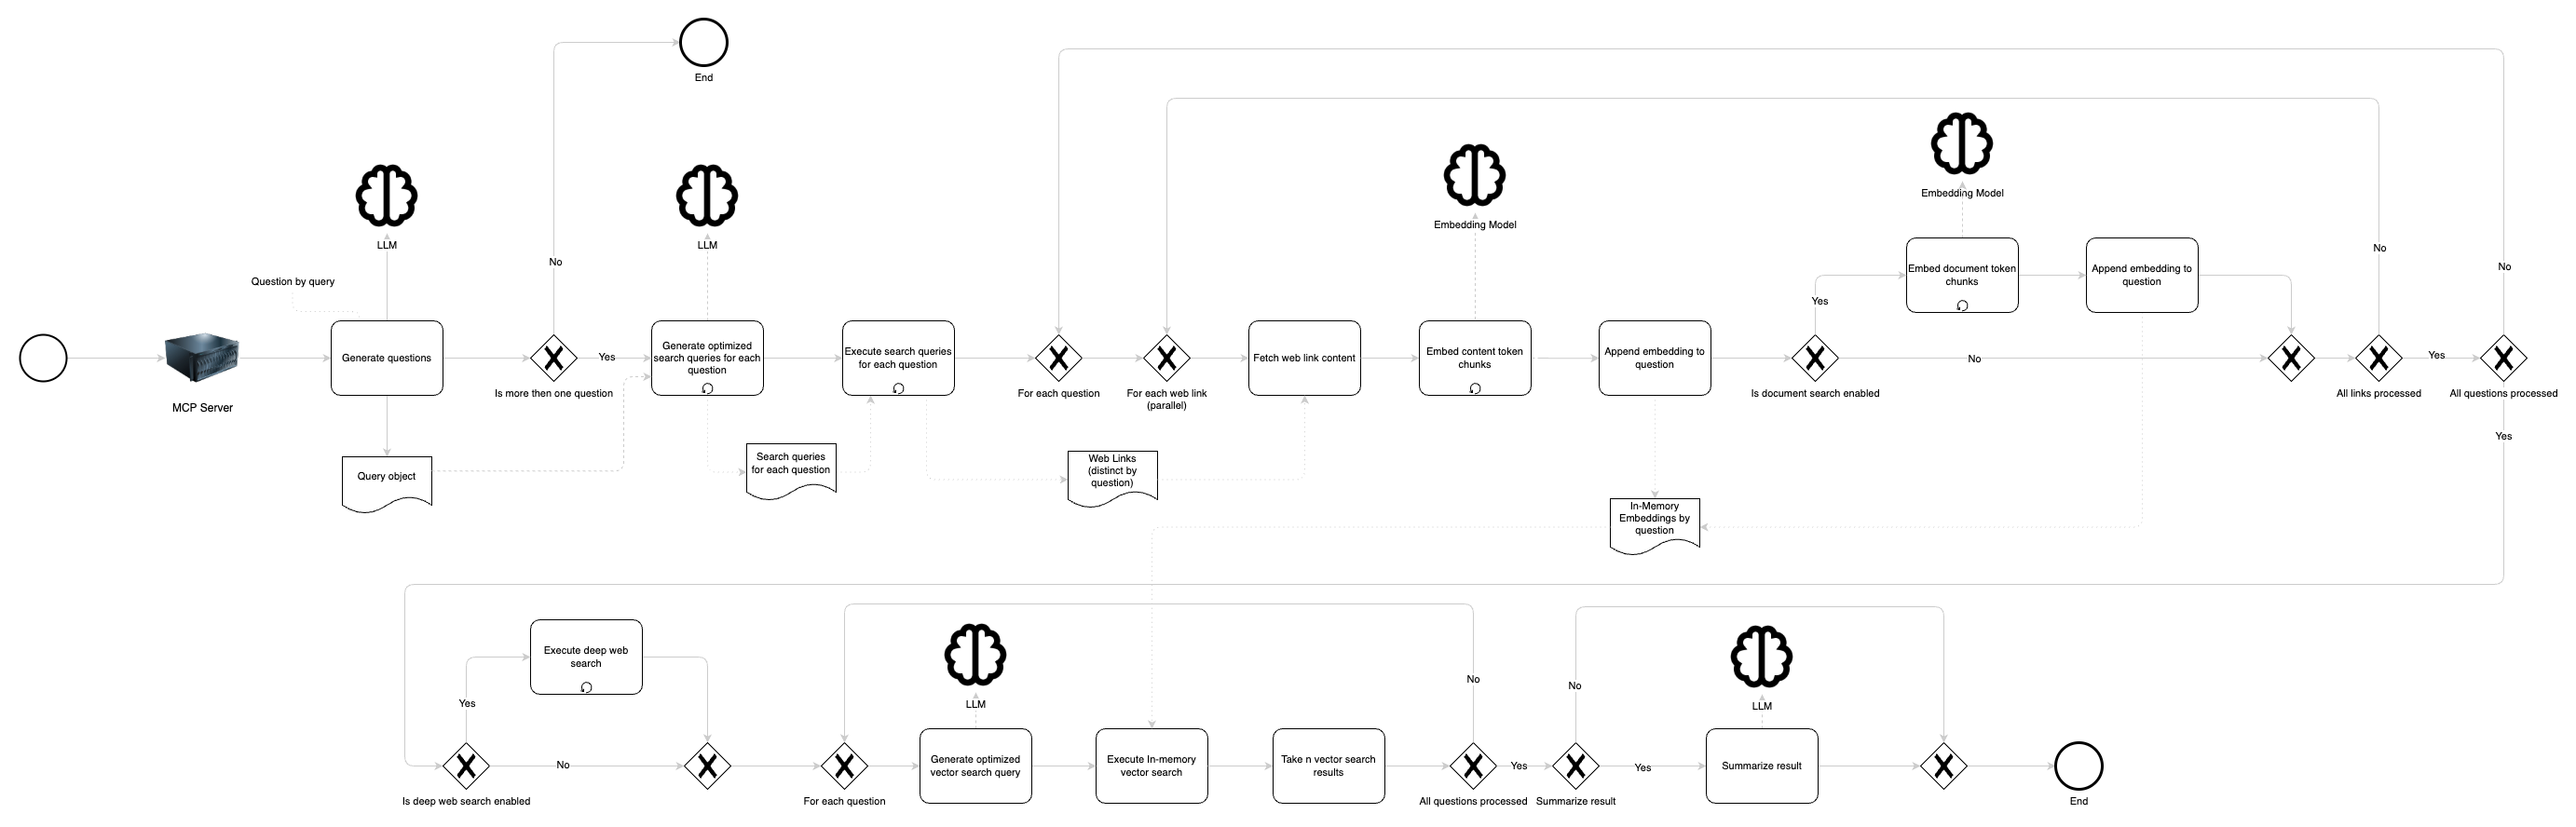 End
LLM
LLM
Embedding Model
Embedding Model
Question by query
No
No
No
MCP Server
Generate questions
Is more then one question
Yes
Generate optimized
search queries for each
question
Execute search queries
for each question
For each question
For each web link
(parallel)
Fetch web link content
Embed content token
chunks
Append embedding to
question
Is document search enabled
Yes
Embed document token
chunks
Append embedding to
question
No
All links processed
Yes
All questions processed
Yes
Query object
Search queries
for each question
Web Links
(distinct by
question)
In-Memory
Embeddings by
question
Execute deep web
search
Yes
Is deep web search enabled
No
For each question
LLM
Generate optimized
vector search query
Execute In-memory
vector search
Take n vector search
results
No
All questions processed
Yes
No
Summarize result
Yes
LLM
Summarize result
End